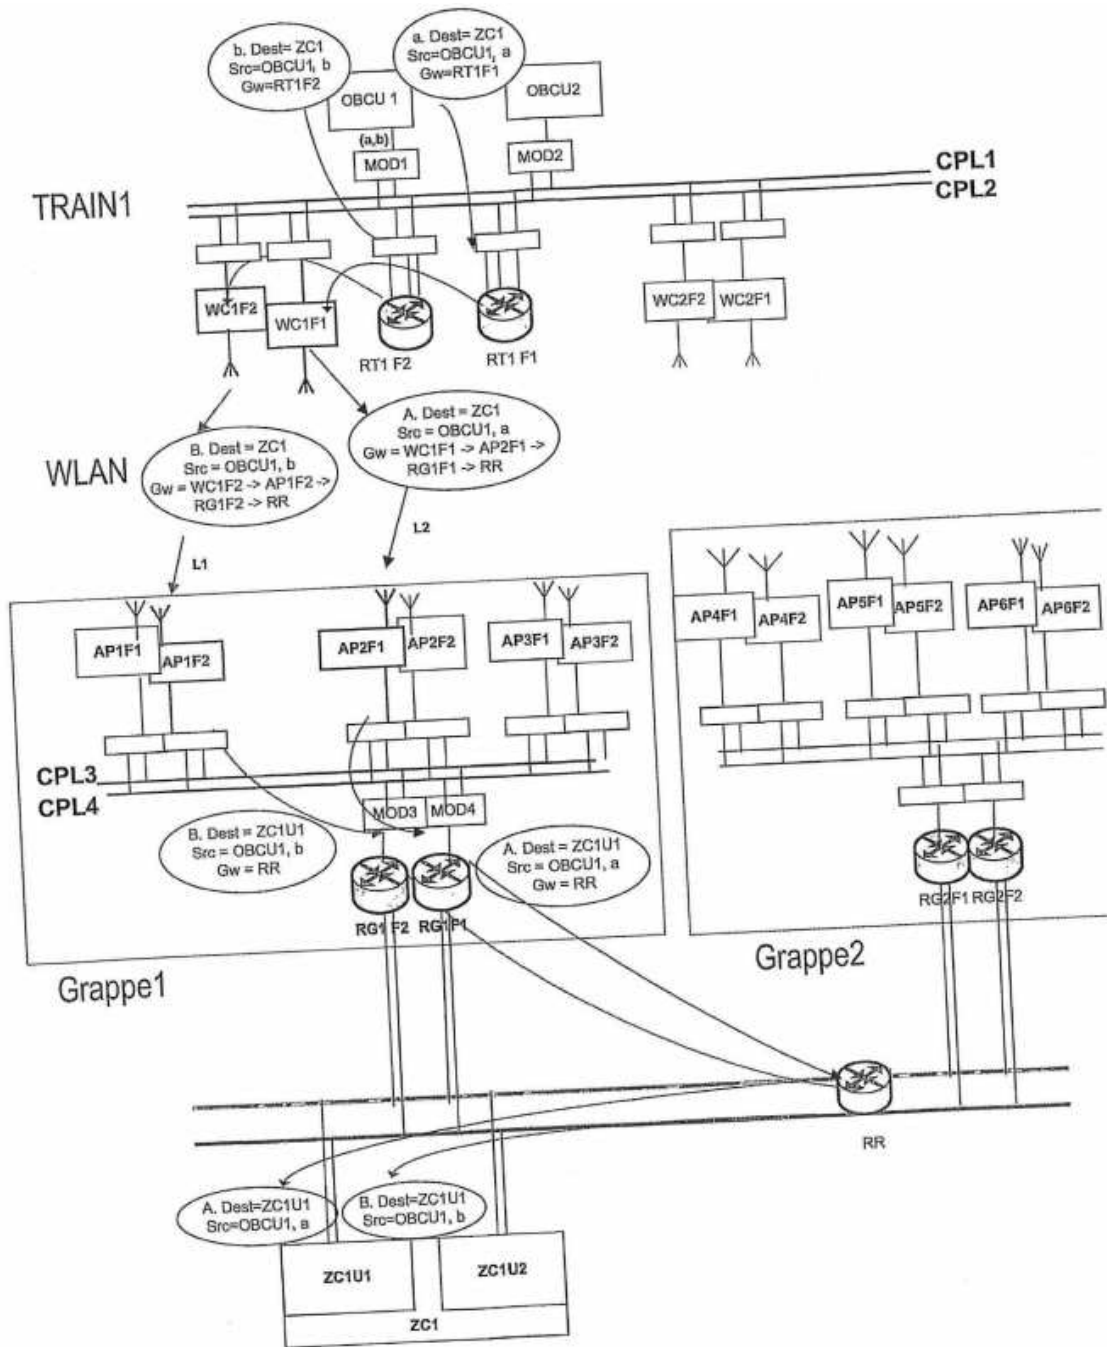 b. Dest= ZC1
Src=OBCU1, b
Gw=RT1F2
a. Dest= ZC1
Src=OBCU1, a
Gw=RT1F1
OBCU 1
OBCU2
{a,b}
MOD1
MOD2
CPL1
CPL2
TRAIN1
WC1F2
WC1F1
RT1 F2
RT1 F1
WC2F2
WC2F1
WLAN
B. Dest = ZC1
Src = OBCU1, b
Gw = WC1F2 -> AP1F2 ->
RG1F2 -> RR
A. Dest = ZC1
Src = OBCU1, a
Gw = WC1F1 -> AP2F1 ->
RG1F1 -> RR
L1
L2
AP1F1
AP1F2
AP2F1
AP2F2
AP3F1
AP3F2
AP4F1
AP4F2
AP5F1
AP5F2
AP6F1
AP6F2
CPL3
CPL4
MOD3
MOD4
B. Dest = ZC1U1
Src = OBCU1, b
Gw = RR
A. Dest = ZC1U1
Src = OBCU1, a
Gw = RR
RG1F2
RG1F1
RG2F1
RG2F2
Grappe1
Grappe2
RR
A. Dest=ZC1U1
Src=OBCU1, a
B. Dest=ZC1U1
Src=OBCU1, b
ZC1U1
ZC1U2
ZC1